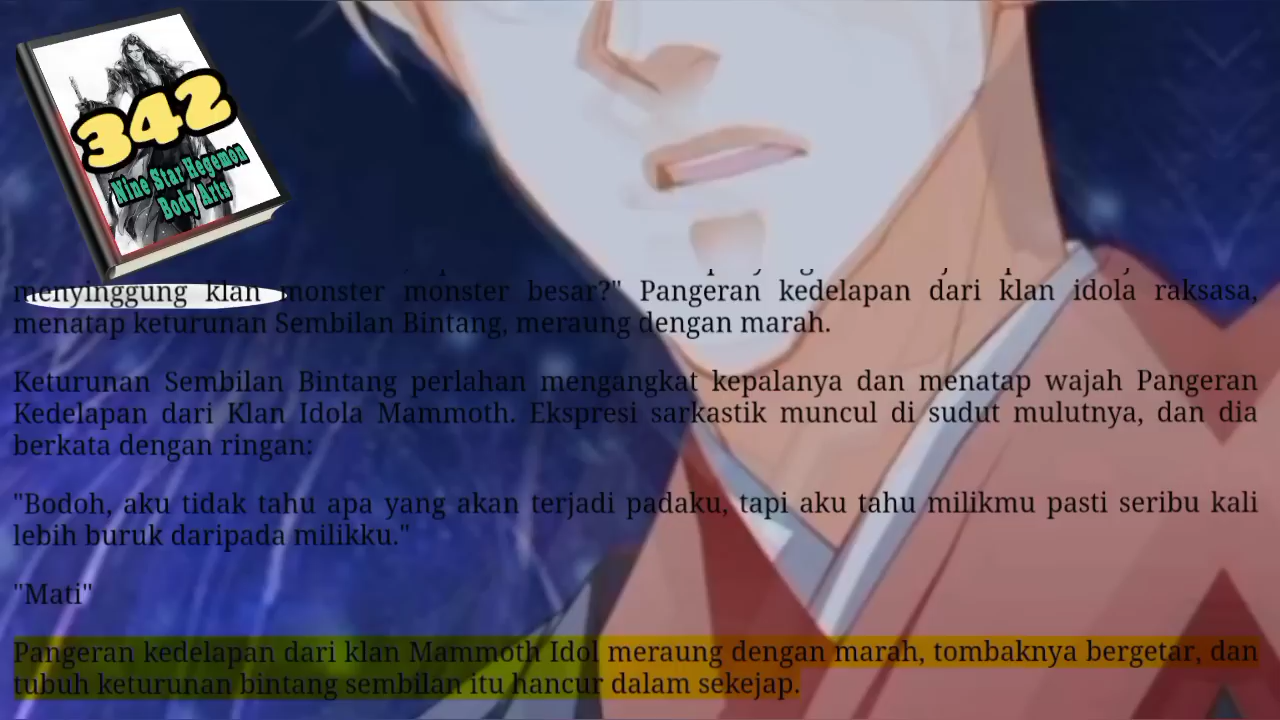 342
Nine Star Hegemon
Body Arts
menyinggung klan monster monster besar?" Pangeran kedelapan dari klan idola raksasa,
menatap keturunan Sembilan Bintang, meraung dengan marah.
Keturunan Sembilan Bintang perlahan mengangkat kepalanya dan menatap wajah Pangeran
Kedelapan dari Klan Idola Mammoth. Ekspresi sarkastik muncul di sudut mulutnya, dan dia
berkata dengan ringan:
"Bodoh, aku tidak tahu apa yang akan terjadi padaku, tapi aku tahu milikmu pasti seribu kali
lebih buruk daripada milikku."
"Mati"
Pangeran kedelapan dari klan Mammoth Idol meraung dengan marah, tombaknya bergetar, dan
tubuh keturunan bintang sembilan itu hancur dalam sekejap.